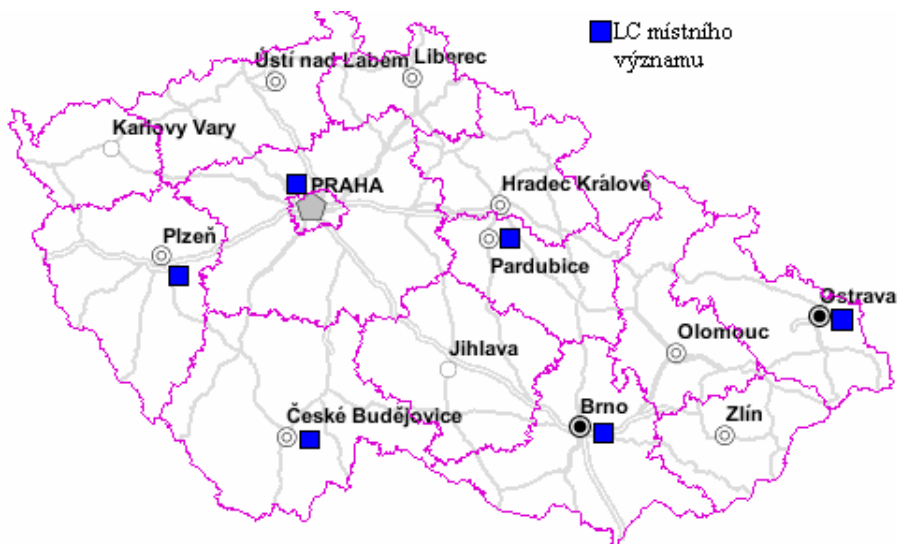 LC místního
významu
Ústí nad Labem
Liberec
Karlovy Vary
PRAHA
Hradec Králové
Plzeň
Pardubice
Ostrava
Olomouc
Jihlava
České Budějovice
Brno
Zlín